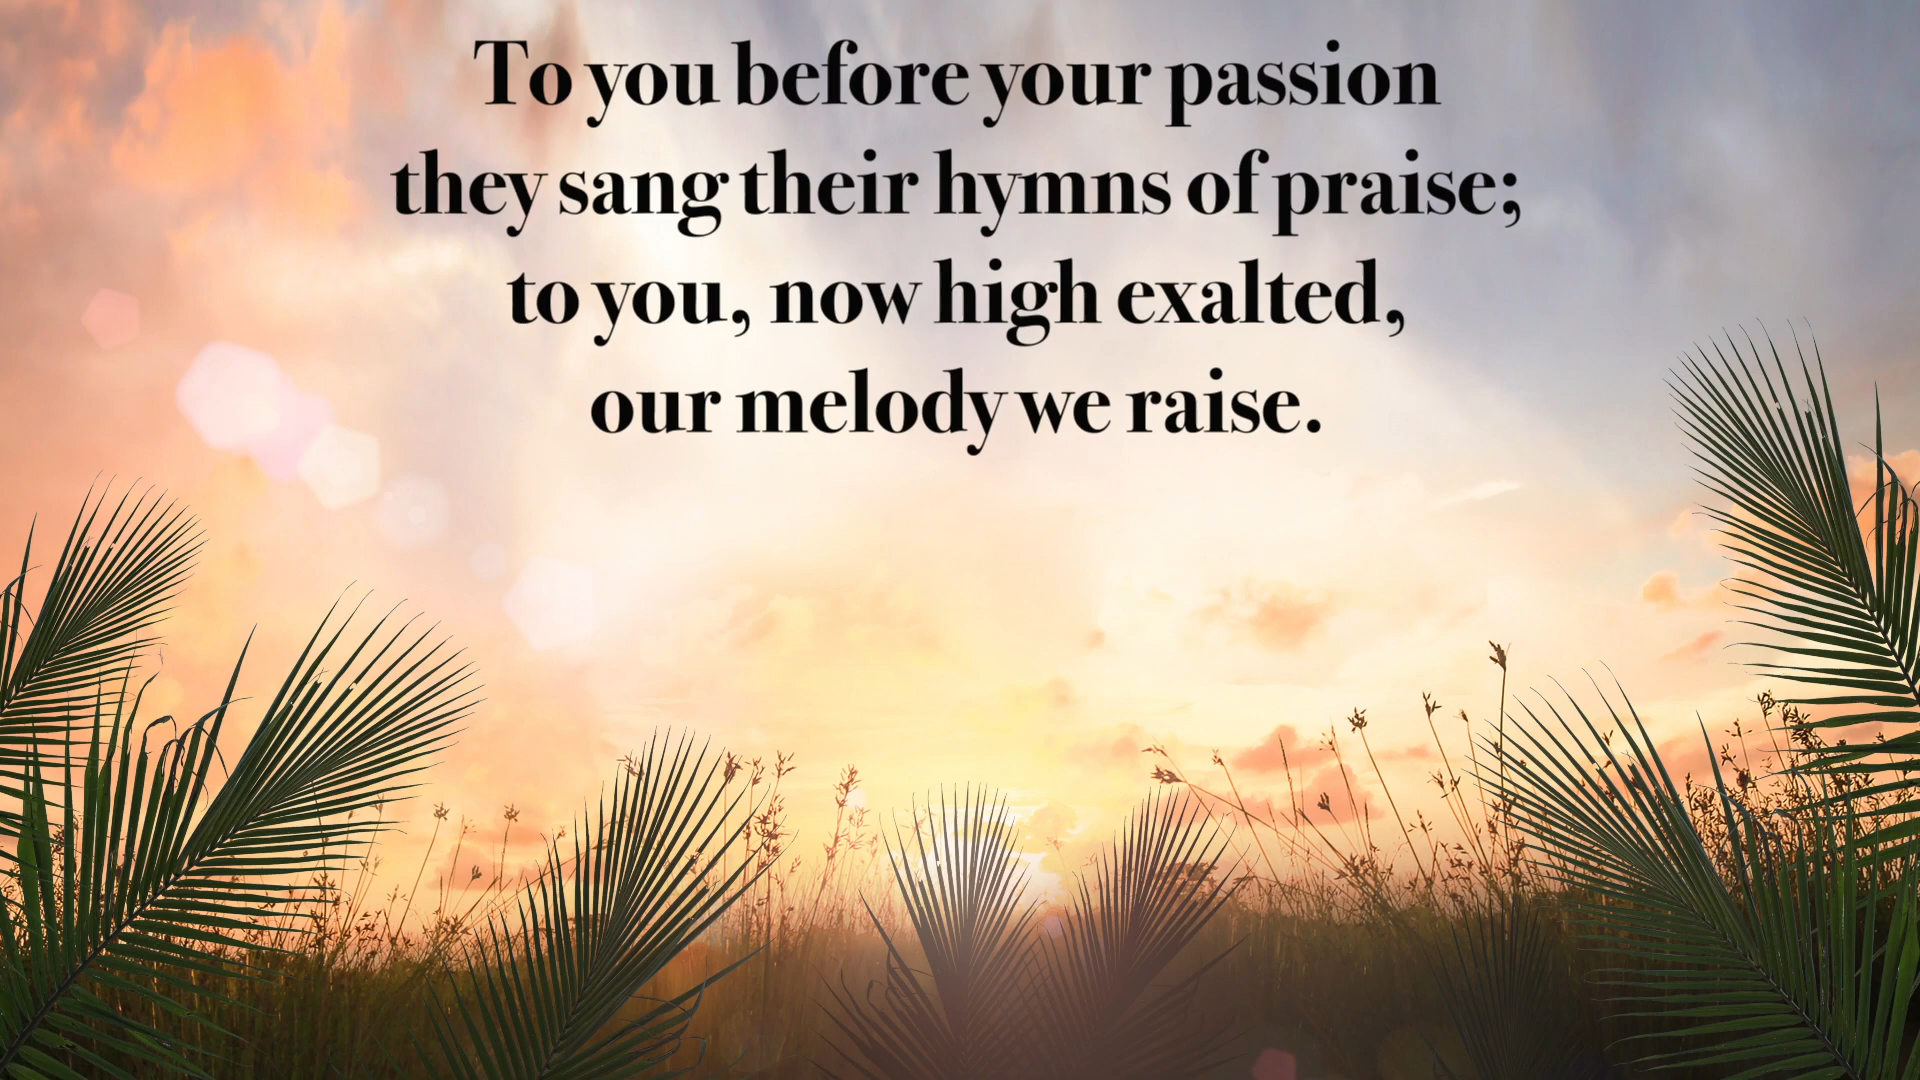 To you before your passion
they sang their hymns of praise;
to you, now high exalted,
our melody we raise.